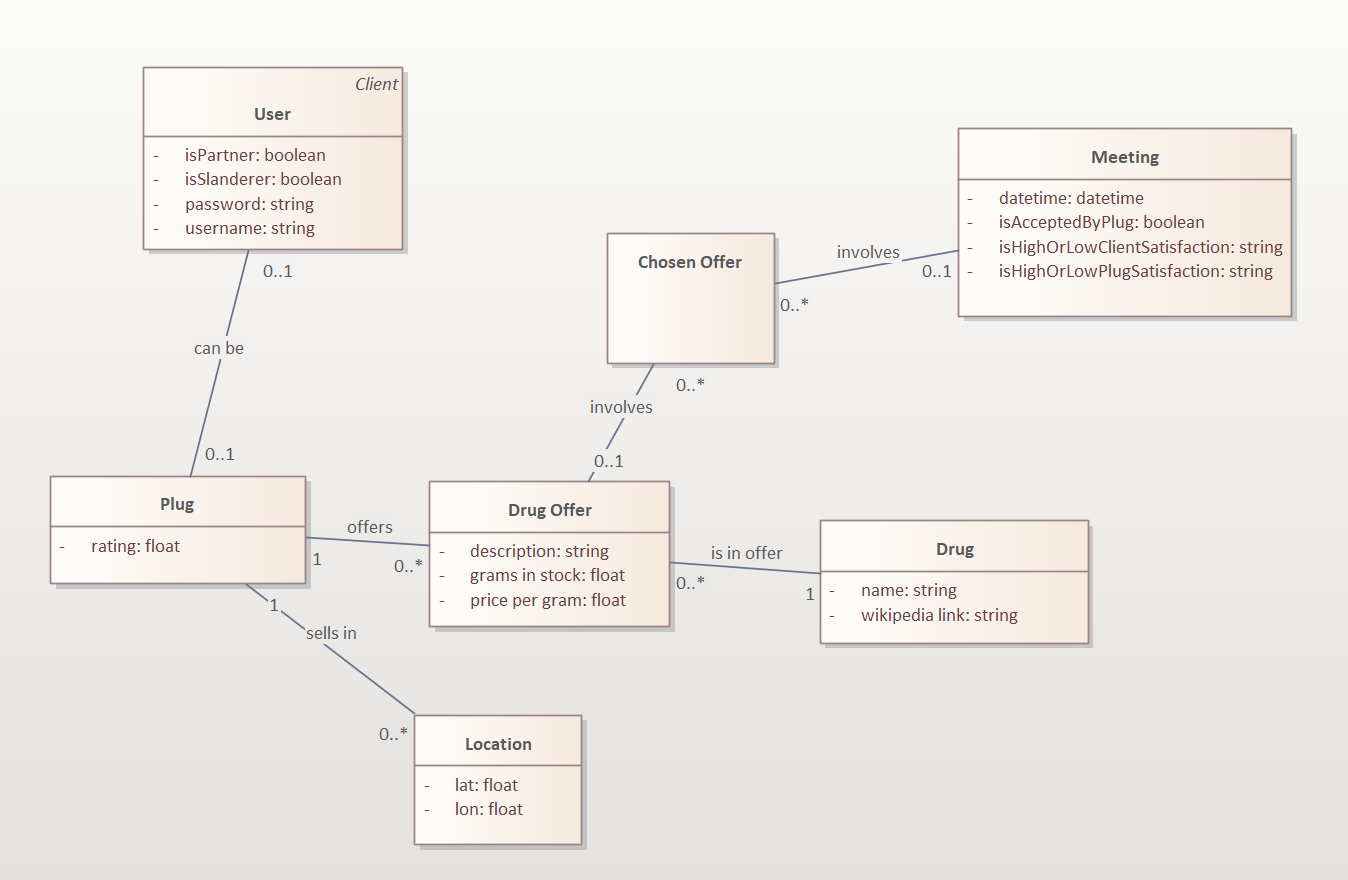 Client
User
- isPartner: boolean
- isSlanderer: boolean
- password: string
- username: string
0..1
can be
0..1
Meeting
- datetime: datetime
- isAcceptedByPlug: boolean
- isHighOrLowClientSatisfaction: string
- isHighOrLowPlugSatisfaction: string
Chosen Offer
involves
0..1
0..*
0..*
involves
0..1
Plug
- rating: float
offers
1
0..*
Drug Offer
- description: string
- grams in stock: float
- price per gram: float
is in offer
0..*
1
Drug
- name: string
- wikipedia link: string
1
sells in
0..*
Location
- lat: float
- lon: float